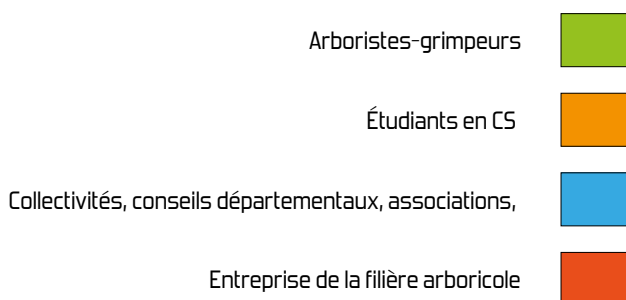 Arboristes-grimpeurs
Étudiants en CS
Collectivités, conseils départementaux, associations,
Entreprise de la filière arboricole